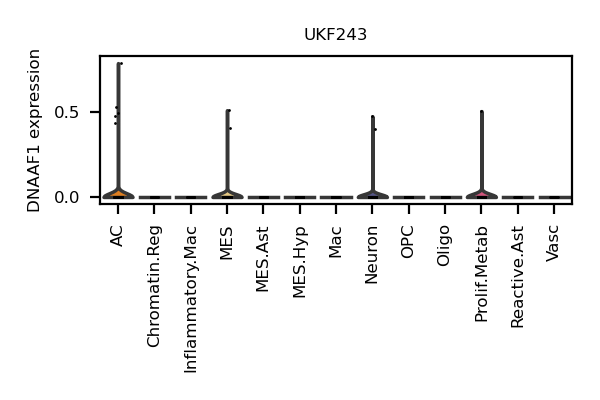 UKF243
DNAAF1 expression
0.5
0.0
AC
Chromatin.Reg
Inflammatory.Mac
MES
MES.Ast
MES.Hyp
Mac
Neuron
OPC
Oligo
Prolif.Metab
Reactive.Ast
Vasc